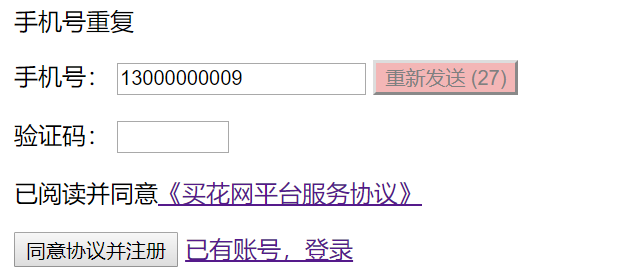 手机号重复
手机号： 13000000009 重新发送 (27)
验证码：
已阅读并同意《买花网平台服务协议》
同意协议并注册 已有账号，登录